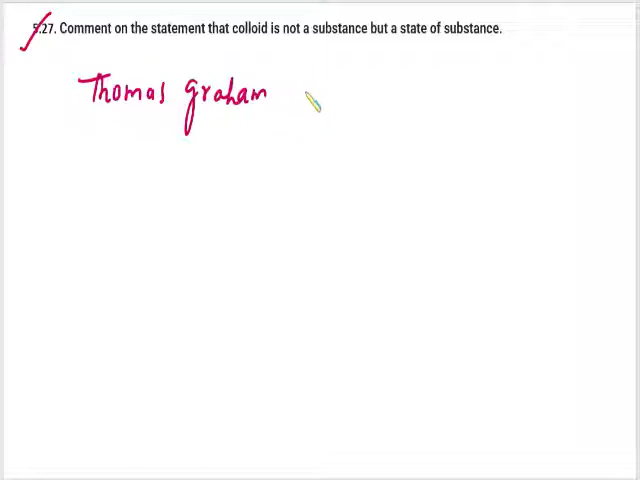 5.27. Comment on the statement that colloid is not a substance but a state of substance.
Thomas graham